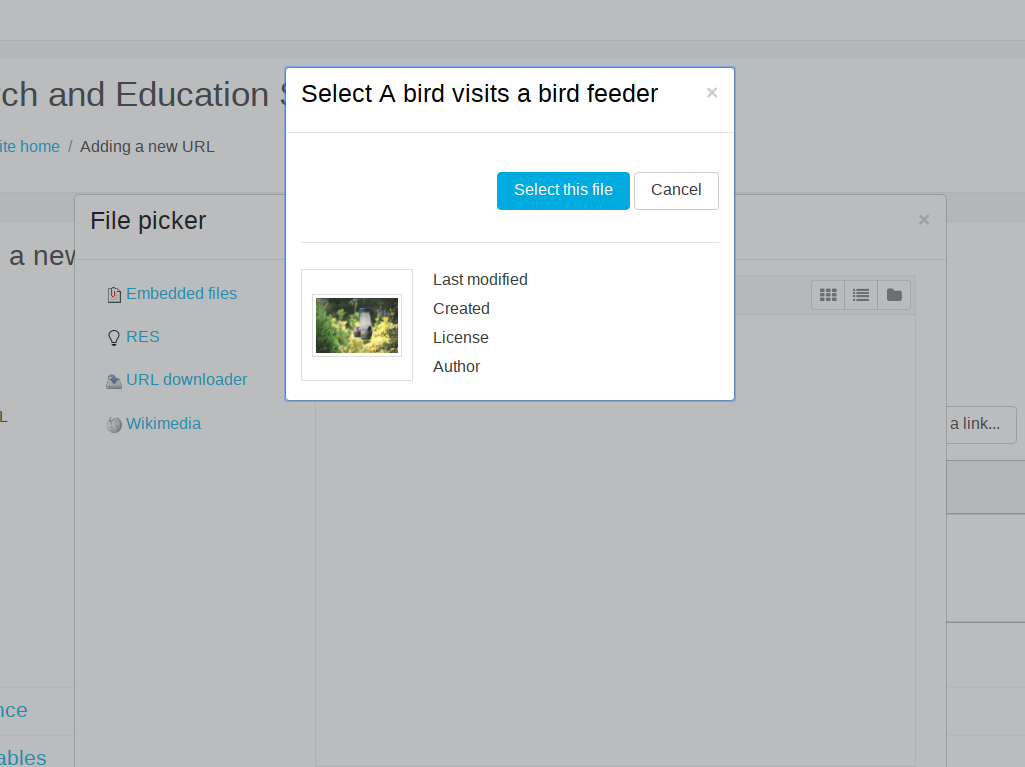 rch and Education S
Select A bird visits a bird feeder
×
ite home / Adding a new URL
Select this file
Cancel
File picker
×
a new
Embedded files
RES
URL downloader
Wikimedia
Last modified
Created
License
Author
L
a link...
nce
ables